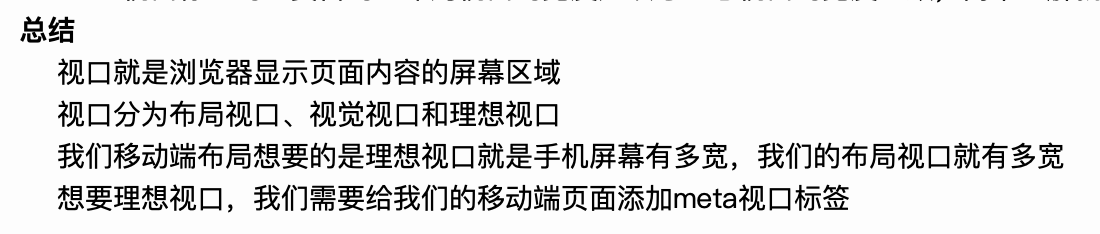 总结
视口就是浏览器显示页面内容的屏幕区域
视口分为布局视口、视觉视口和理想视口
我们移动端布局想要的是理想视口就是手机屏幕有多宽，我们的布局视口就有多宽
想要理想视口，我们需要给我们的移动端页面添加meta视口标签